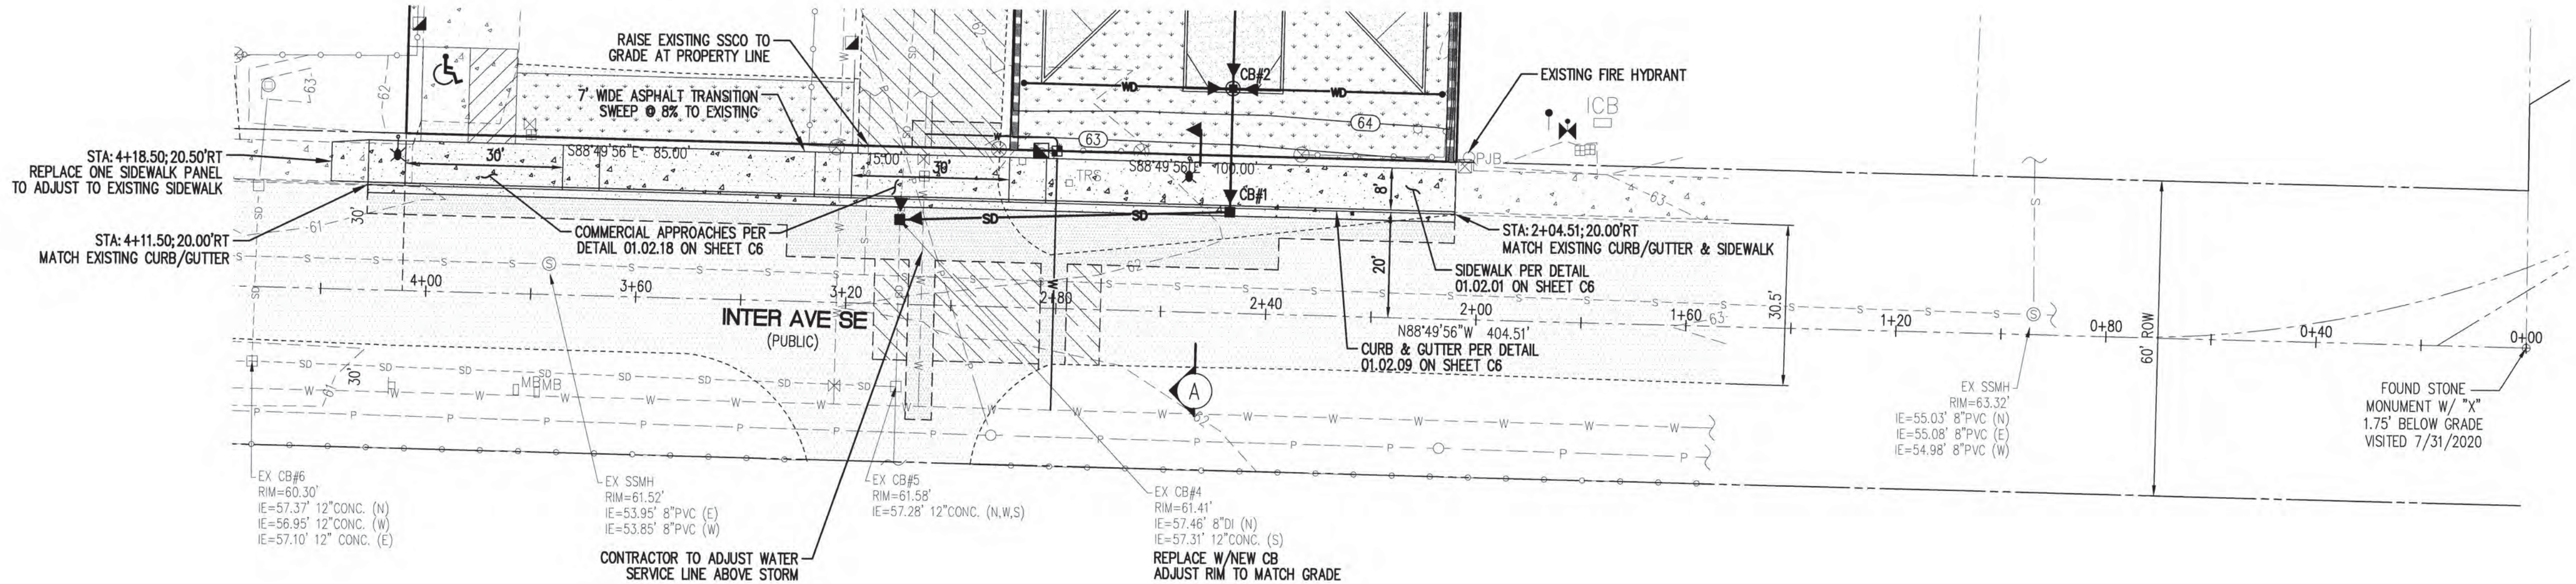 RAISE EXISTING SSCO TO
GRADE AT PROPERTY LINE
7' WIDE ASPHALT TRANSITION
SWEEP @ 8% TO EXISTING
STA: 4+18.50; 20.50'RT
REPLACE ONE SIDEWALK PANEL
TO ADJUST TO EXISTING SIDEWALK
STA: 4+11.50; 20.00'RT
MATCH EXISTING CURB/GUTTER
COMMERCIAL APPROACHES PER
DETAIL 01.02.18 ON SHEET C6
EXISTING FIRE HYDRANT
ICB
PJB
TRS
CB#2
CB#1
WD
WD
63
64
63
62
62
S88°49'56"E 85.00'
15.00'
S88°49'56"E 100.00'
30'
30'
30'
30'
8'
20'
30.5'
60' ROW
SD
SD
STA: 2+04.51; 20.00'RT
MATCH EXISTING CURB/GUTTER & SIDEWALK
SIDEWALK PER DETAIL
01.02.01 ON SHEET C6
N88°49'56"W 404.51'
CURB & GUTTER PER DETAIL
01.02.09 ON SHEET C6
4+00
3+60
3+20
2+80
2+40
2+00
1+60
1+20
0+80
0+40
0+00
61
61
62
62
63
63
INTER AVE SE
(PUBLIC)
MB
MB
A
FOUND STONE
MONUMENT W/ "X"
1.75' BELOW GRADE
VISITED 7/31/2020
EX SSMH
RIM=63.32'
IE=55.03' 8"PVC (N)
IE=55.08' 8"PVC (E)
IE=54.98' 8"PVC (W)
EX CB#6
RIM=60.30'
IE=57.37' 12"CONC. (N)
IE=56.95' 12"CONC. (W)
IE=57.10' 12" CONC. (E)
EX SSMH
RIM=61.52'
IE=53.95' 8"PVC (E)
IE=53.85' 8"PVC (W)
CONTRACTOR TO ADJUST WATER
SERVICE LINE ABOVE STORM
EX CB#5
RIM=61.58'
IE=57.28' 12"CONC. (N,W,S)
EX CB#4
RIM=61.41'
IE=57.46' 8"DI (N)
IE=57.31' 12"CONC. (S)
REPLACE W/NEW CB
ADJUST RIM TO MATCH GRADE